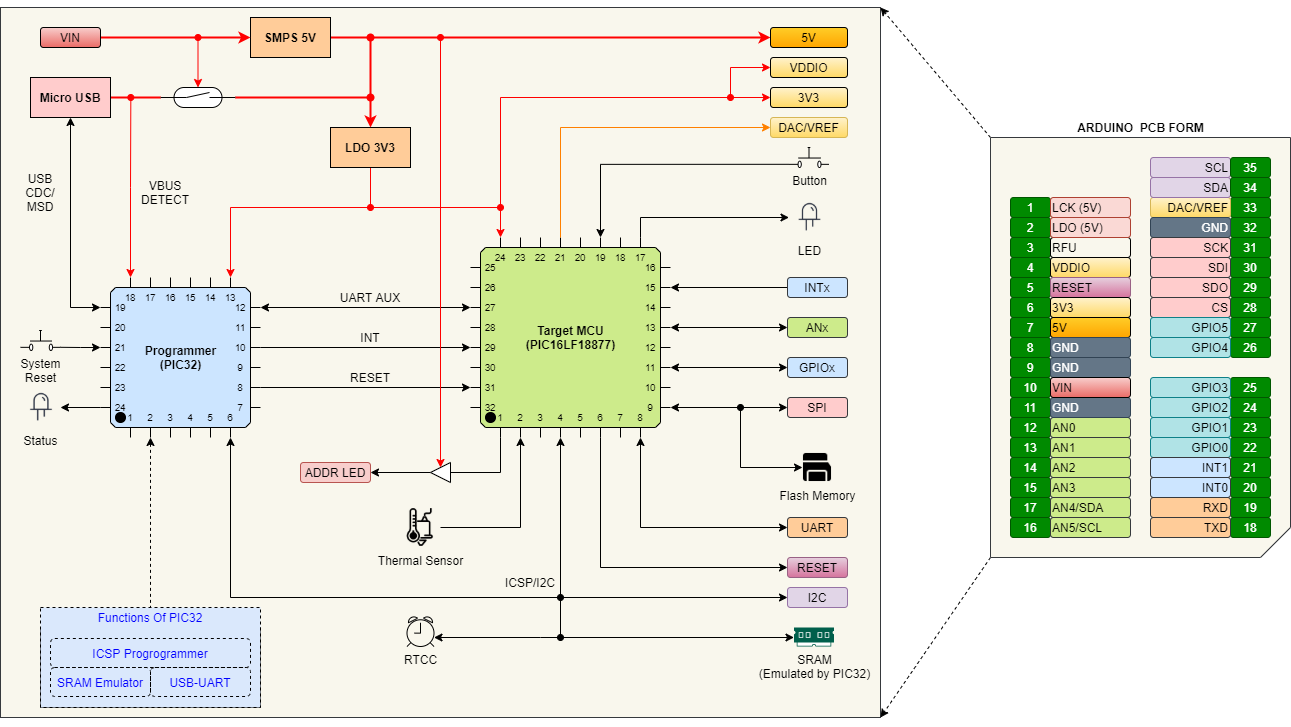 VIN
SMPS 5V
5V
VDDIO
Micro USB
3V3
DAC/VREF
LDO 3V3
Button
USB
CDC/
MSD
VBUS
DETECT
LED
24 23 22 21 20 19 18 17
25
26
27
28
29
30
31
32
16
15
14
13
12
11
10
9
1 2 3 4 5 6 7 8
Target MCU
(PIC16LF18877)
INTx
ANx
GPIOx
SPI
18 17 16 15 14 13
19
20
21
22
23
24
12
11
10
9
8
7
1 2 3 4 5 6
Programmer
(PIC32)
UART AUX
INT
RESET
System
Reset
Status
ADDR LED
Flash Memory
Thermal Sensor
UART
RESET
ICSP/I2C
I2C
RTCC
SRAM
(Emulated by PIC32)
Functions Of PIC32
ICSP Progrogrammer
SRAM Emulator
USB-UART
ARDUINO PCB FORM
1 LCK (5V)
2 LDO (5V)
3 RFU
4 VDDIO
5 RESET
6 3V3
7 5V
8 GND
9 GND
10 VIN
11 GND
12 AN0
13 AN1
14 AN2
15 AN3
17 AN4/SDA
16 AN5/SCL
SCL 35
SDA 34
DAC/VREF 33
GND 32
SCK 31
SDI 30
SDO 29
CS 28
GPIO5 27
GPIO4 26
GPIO3 25
GPIO2 24
GPIO1 23
GPIO0 22
INT1 21
INT0 20
RXD 19
TXD 18